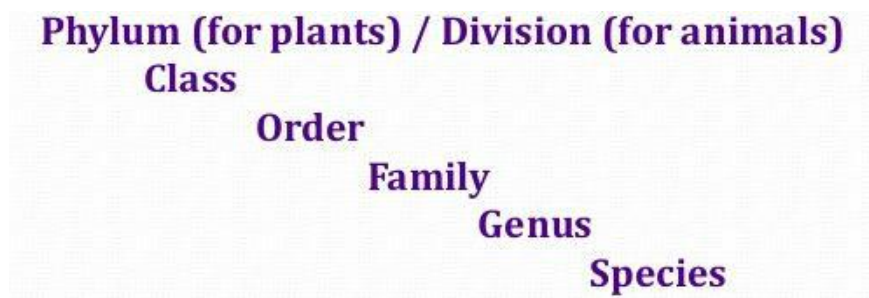 Phylum (for plants) / Division (for animals)
Class
Order
Family
Genus
Species